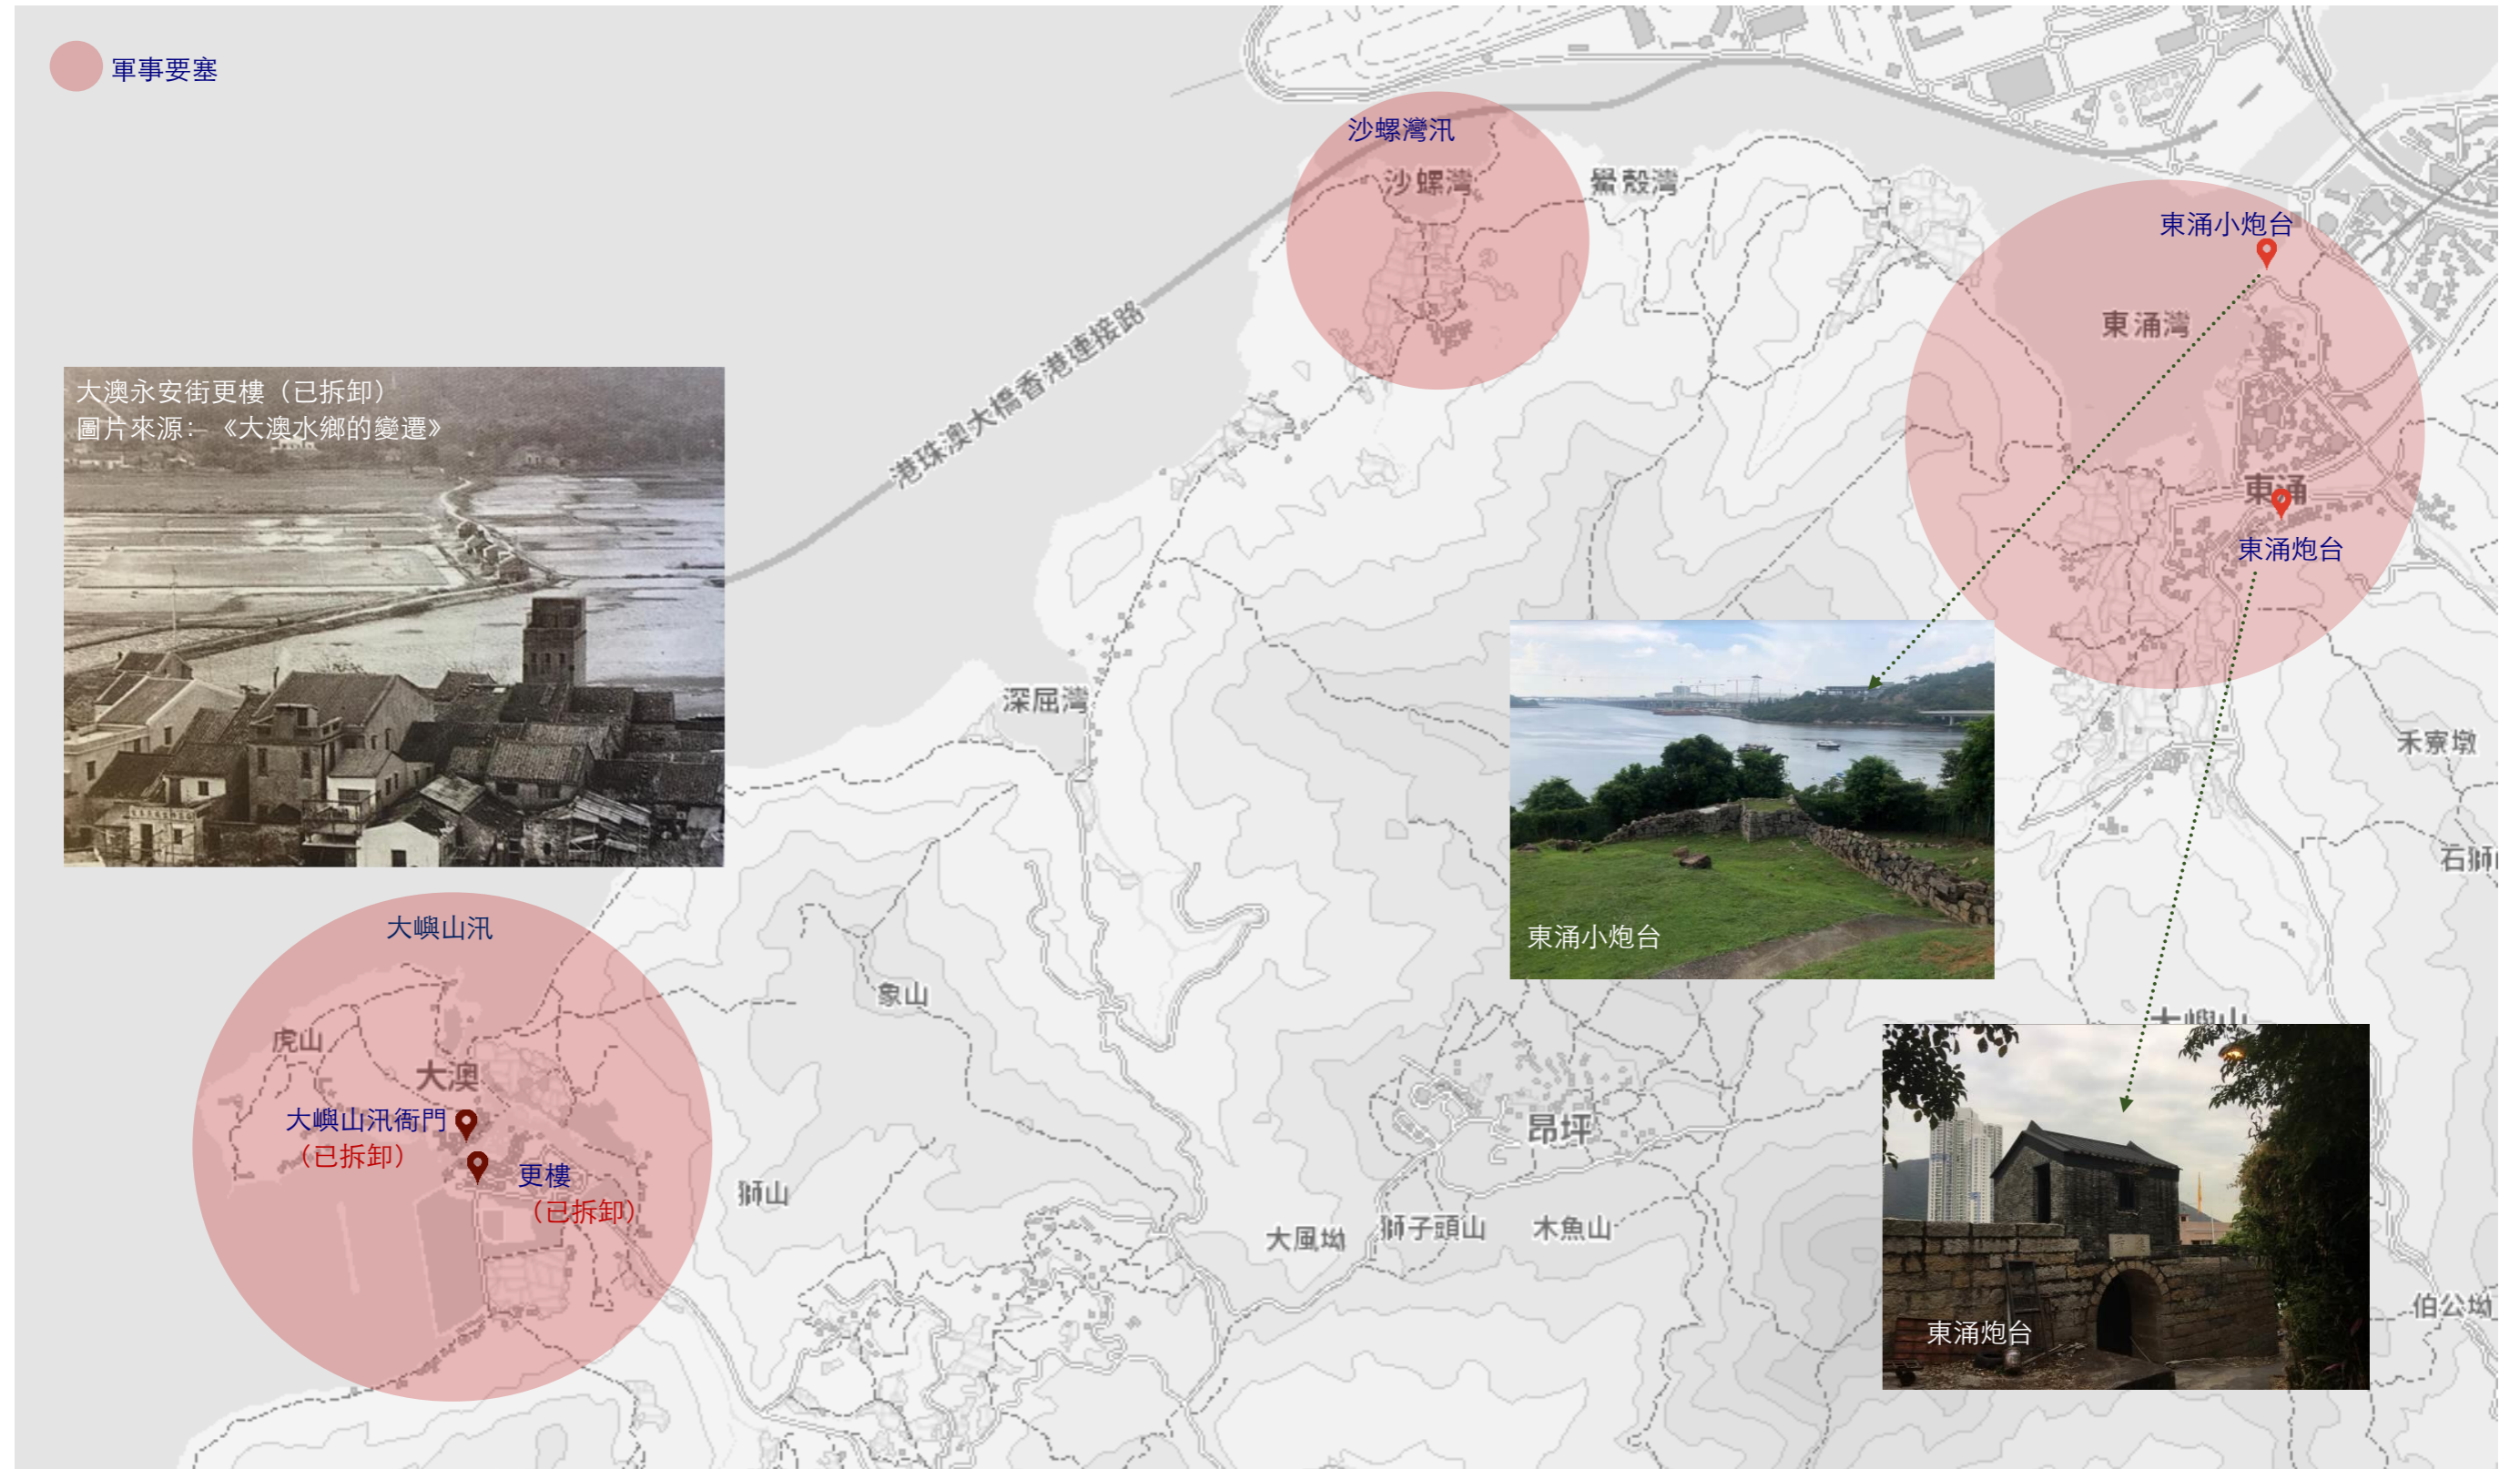 軍事要塞
沙螺灣汛
沙螺灣
䃟殼灣
東涌小炮台
東涌灣
港珠澳大橋香港連接路
大澳永安街更樓（已拆卸）
圖片來源：《大澳水鄉的變遷》
東涌
東涌炮台
深屈灣
禾寮墩
石獅
東涌小炮台
大嶼山汛
象山
大嶼山
虎山
大澳
大嶼山汛衙門
（已拆卸）
更樓
（已拆卸）
昂坪
獅山
大風坳
獅子頭山
木魚山
伯公坳
東涌炮台